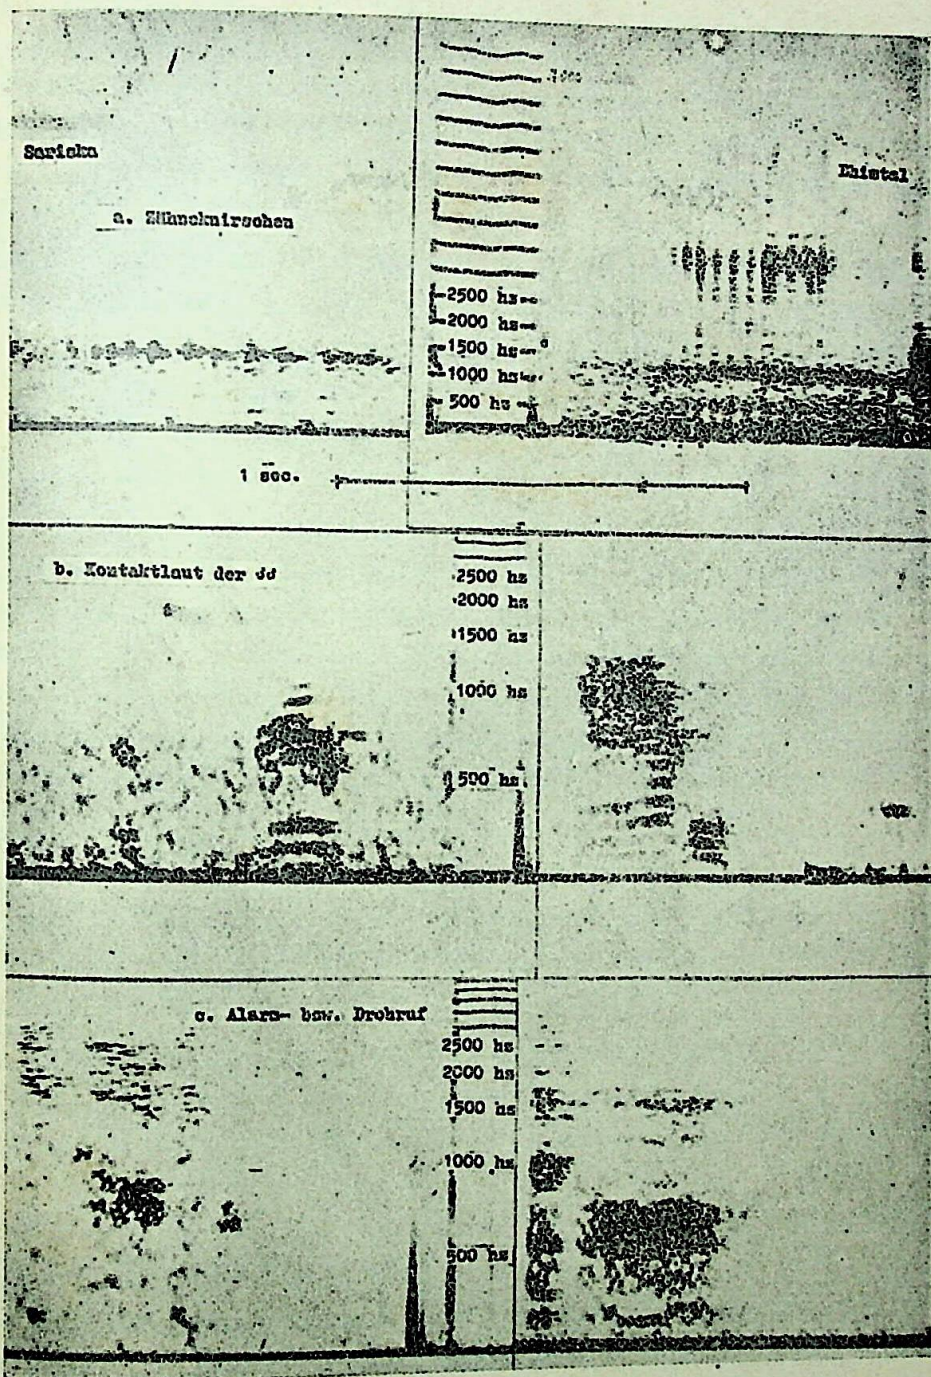 Sariska
a. Zähneknirschen
2500 hz
2000 hz
1500 hz
1000 hz
500 hz
1 sec.
b. Kontaktlaut der ♂♂
2500 hz
2000 hz
1500 hz
1000 hz
500 hz
c. Alarm- bzw. Drohruf
2500 hz
2000 hz
1500 hz
1000 hz
500 hz